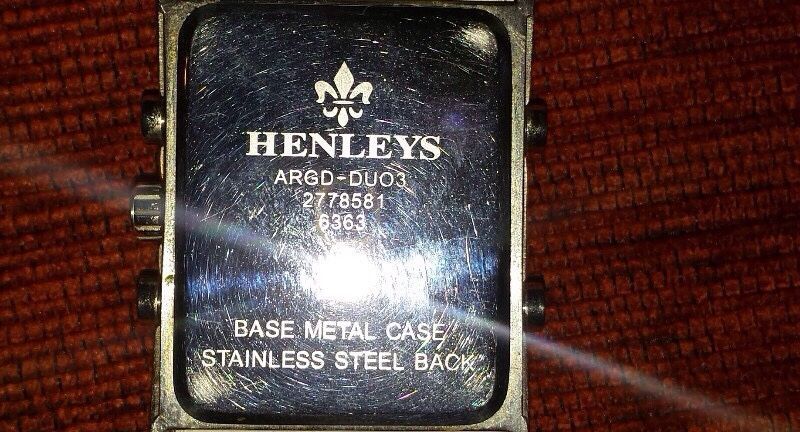 HENLEYS
ARGD-DUO3
2778581
6363
BASE METAL CASE
STAINLESS STEEL BACK